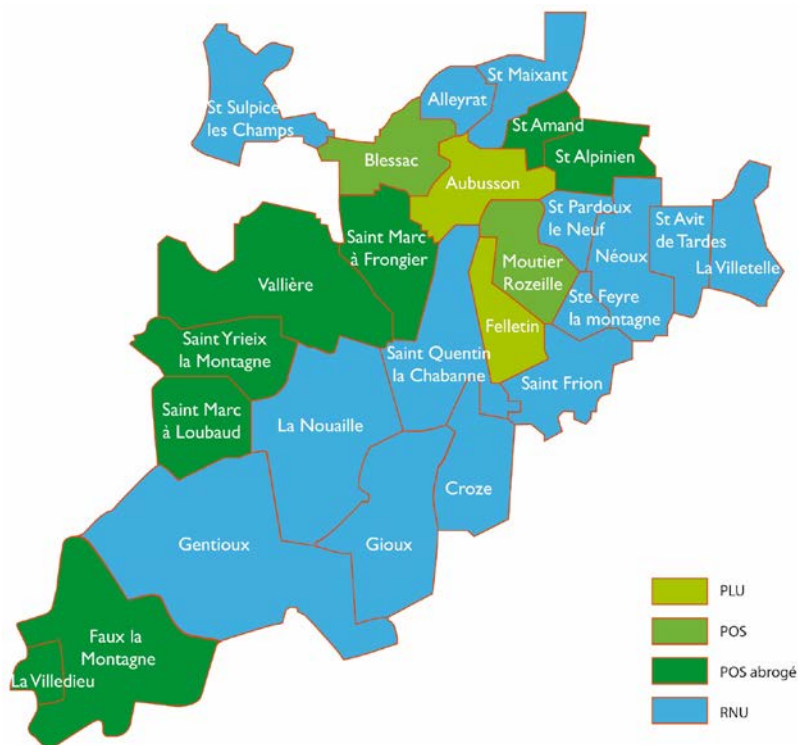 St Maixant
Alleyrat
St Sulpice
les Champs
St Amand
St Alpinien
Blessac
Aubusson
St Pardoux
le Neuf
St Avit
de Tardes
Saint Marc
à Frongier
Néoux
La Villetelle
Moutier
Rozeille
Vallière
Ste Feyre
la montagne
Felletin
Saint Yrieix
la Montagne
Saint Quentin
la Chabanne
Saint Frion
Saint Marc
à Loubaud
La Nouaille
Croze
Gentioux
Gioux
Faux la
Montagne
La Villedieu
PLU
POS
POS abrogé
RNU